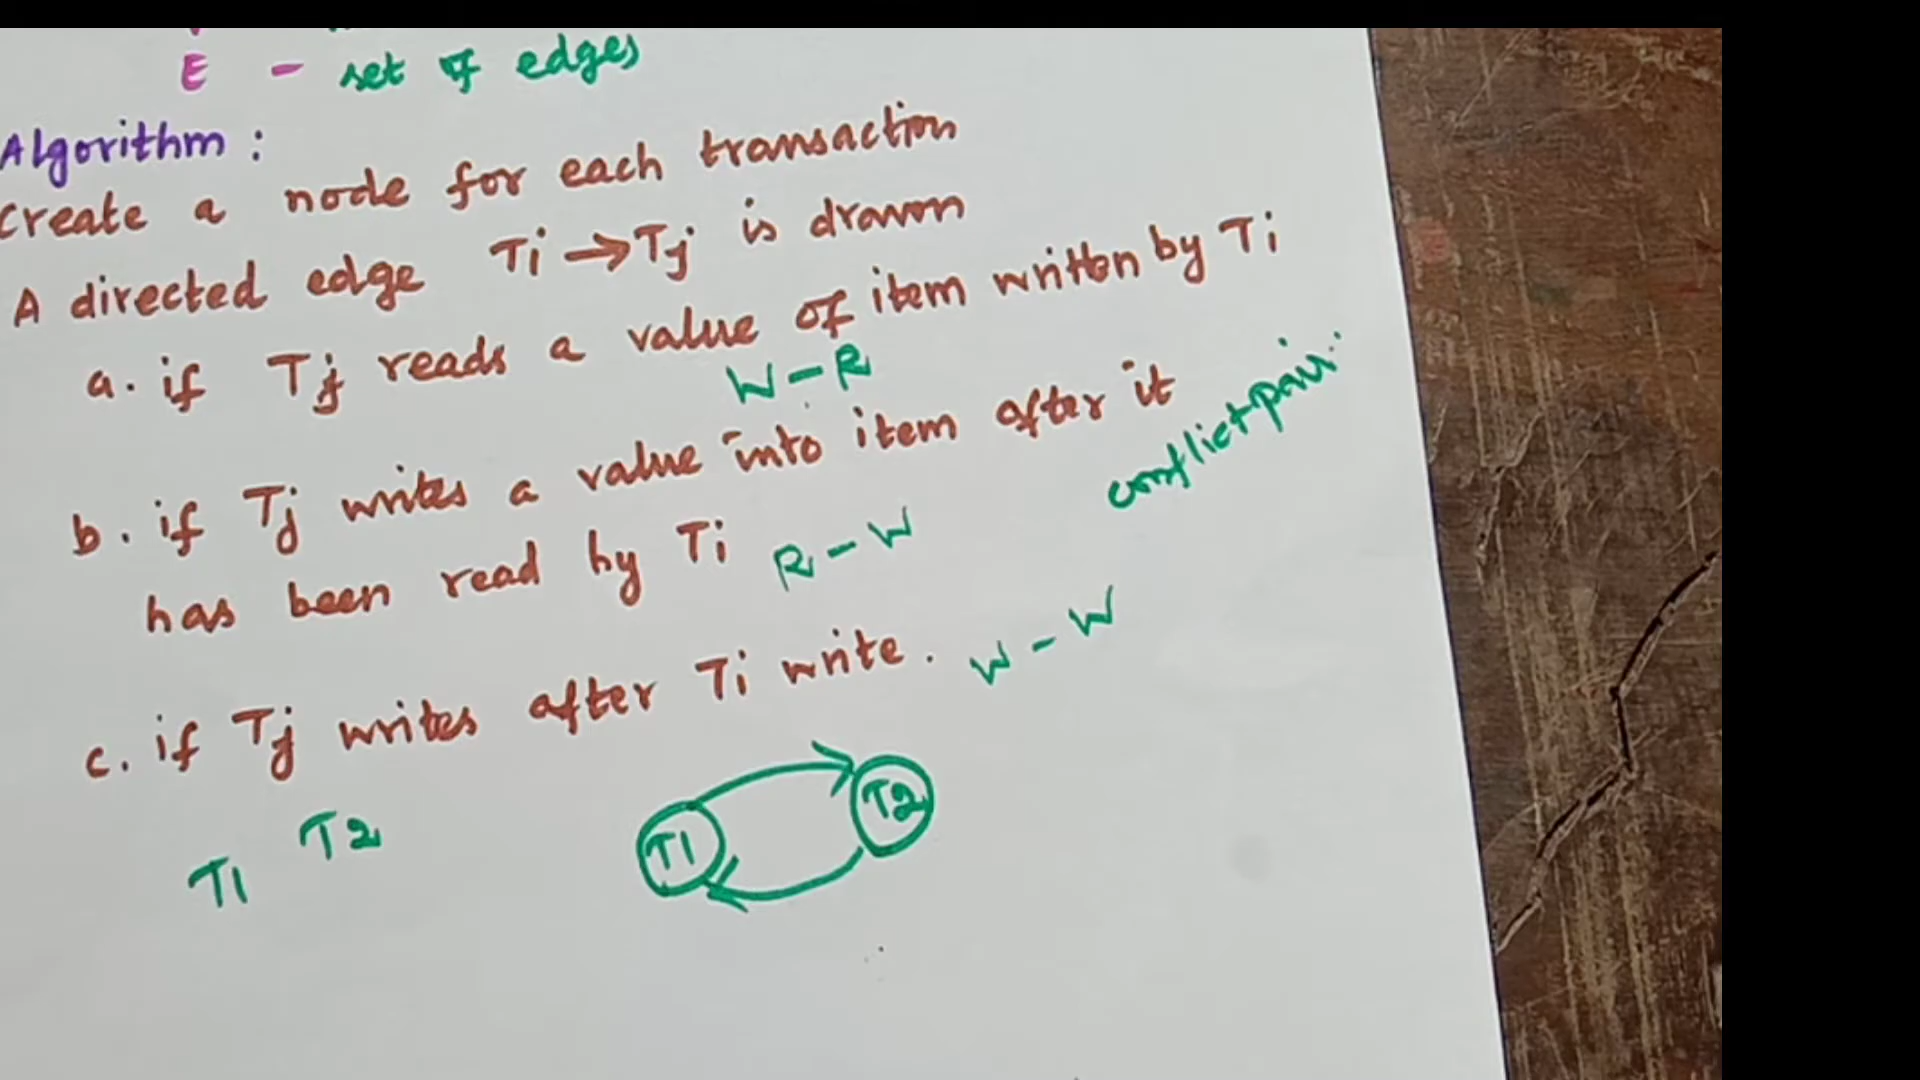 E - set of edges
Algorithm :
Create a node for each transaction
A directed edge Ti → Tj is drawn
a. if Tj reads a value of item written by Ti
W - R
b. if Tj writes a value into item after it
has been read by Ti R - W
conflict pair
c. if Tj writes after Ti write. W - W
T1 T2
T1 T2